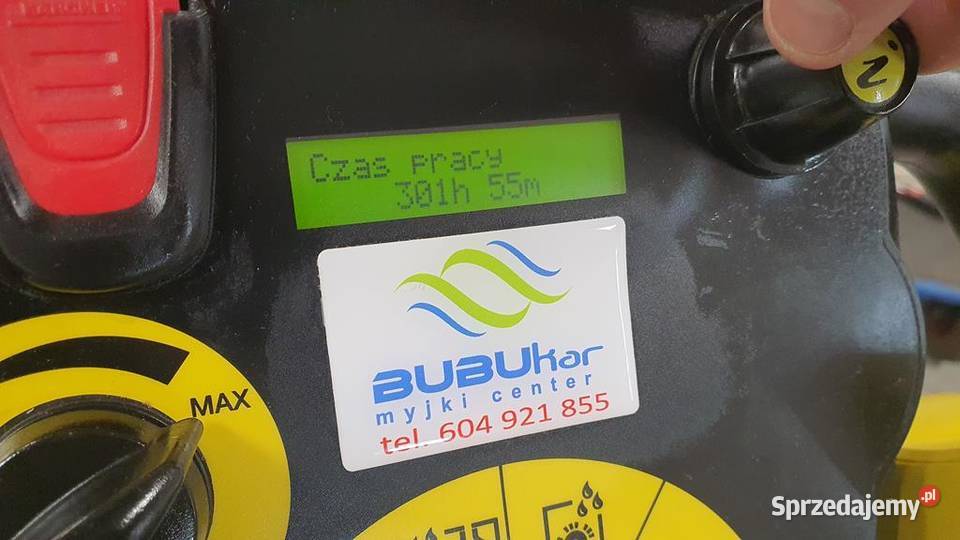 i
Czas pracy
301h 55m
BUBUkar
myjki center
tel. 604 921 855
MAX
Sprzedajemy.pl